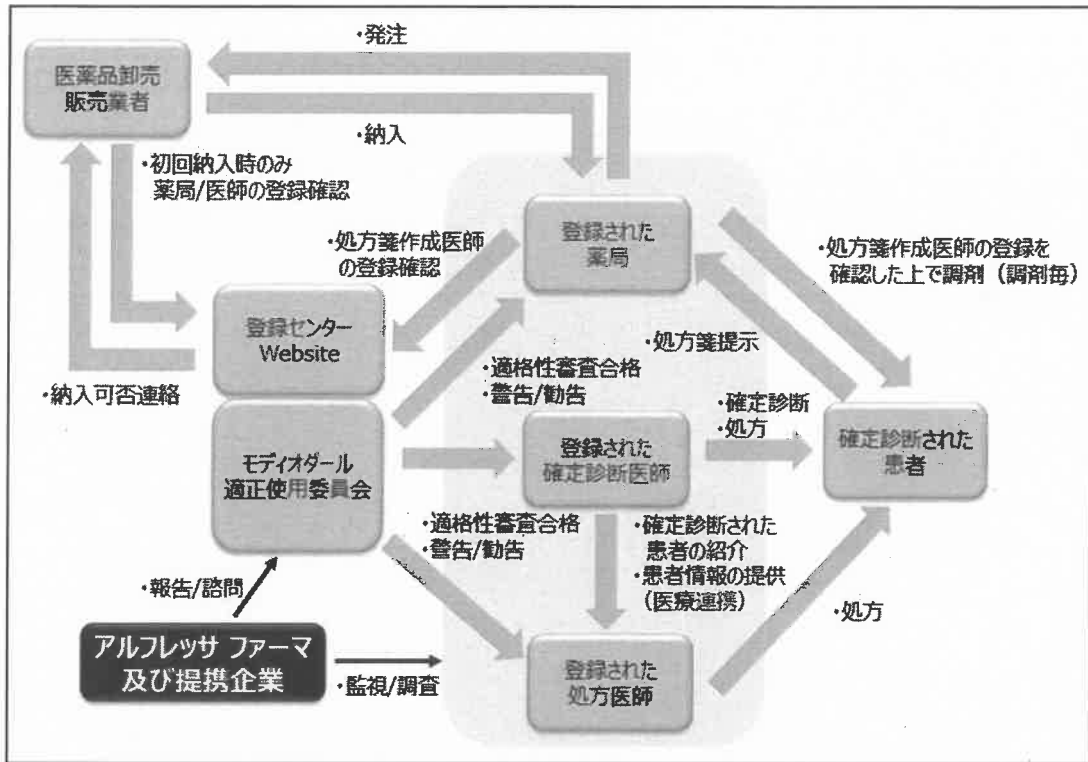 ・発注
医薬品卸売
販売業者
・納入
・初回納入時のみ
薬局/医師の登録確認
登録された
薬局
・処方箋作成医師
の登録確認
・処方箋作成医師の登録を
確認した上で調剤（調剤毎）
登録センター
Website
・処方箋提示
・適格性審査合格
・警告/勧告
・納入可否連絡
・確定診断
・処方
登録された
確定診断医師
確定診断された
患者
モディオダール
適正使用委員会
・適格性審査合格
・警告/勧告
・確定診断された
患者の紹介
・患者情報の提供
（医療連携）
・報告/諮問
・処方
アルフレッサ ファーマ
及び提携企業
・監視/調査
登録された
処方医師